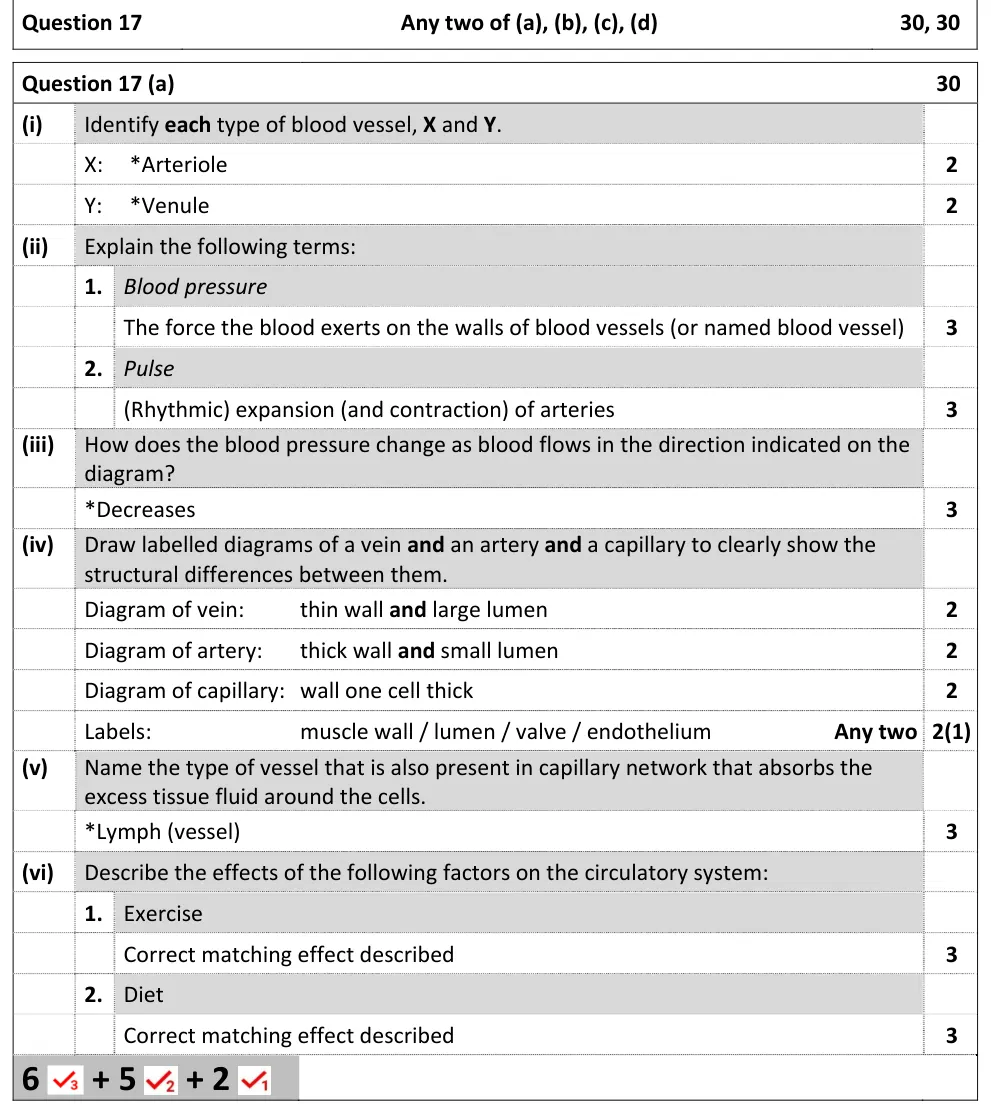 Question 17 Any two of (a), (b), (c), (d) 30, 30
Question 17 (a) 30
(i) Identify each type of blood vessel, X and Y.
X: *Arteriole 2
Y: *Venule 2
(ii) Explain the following terms:
1. Blood pressure
The force the blood exerts on the walls of blood vessels (or named blood vessel) 3
2. Pulse
(Rhythmic) expansion (and contraction) of arteries 3
(iii) How does the blood pressure change as blood flows in the direction indicated on the
diagram?
*Decreases 3
(iv) Draw labelled diagrams of a vein and an artery and a capillary to clearly show the
structural differences between them.
Diagram of vein: thin wall and large lumen 2
Diagram of artery: thick wall and small lumen 2
Diagram of capillary: wall one cell thick 2
Labels: muscle wall / lumen / valve / endothelium Any two 2(1)
(v) Name the type of vessel that is also present in capillary network that absorbs the
excess tissue fluid around the cells.
*Lymph (vessel) 3
(vi) Describe the effects of the following factors on the circulatory system:
1. Exercise
Correct matching effect described 3
2. Diet
Correct matching effect described 3
6 ✓3 + 5 ✓2 + 2 ✓1